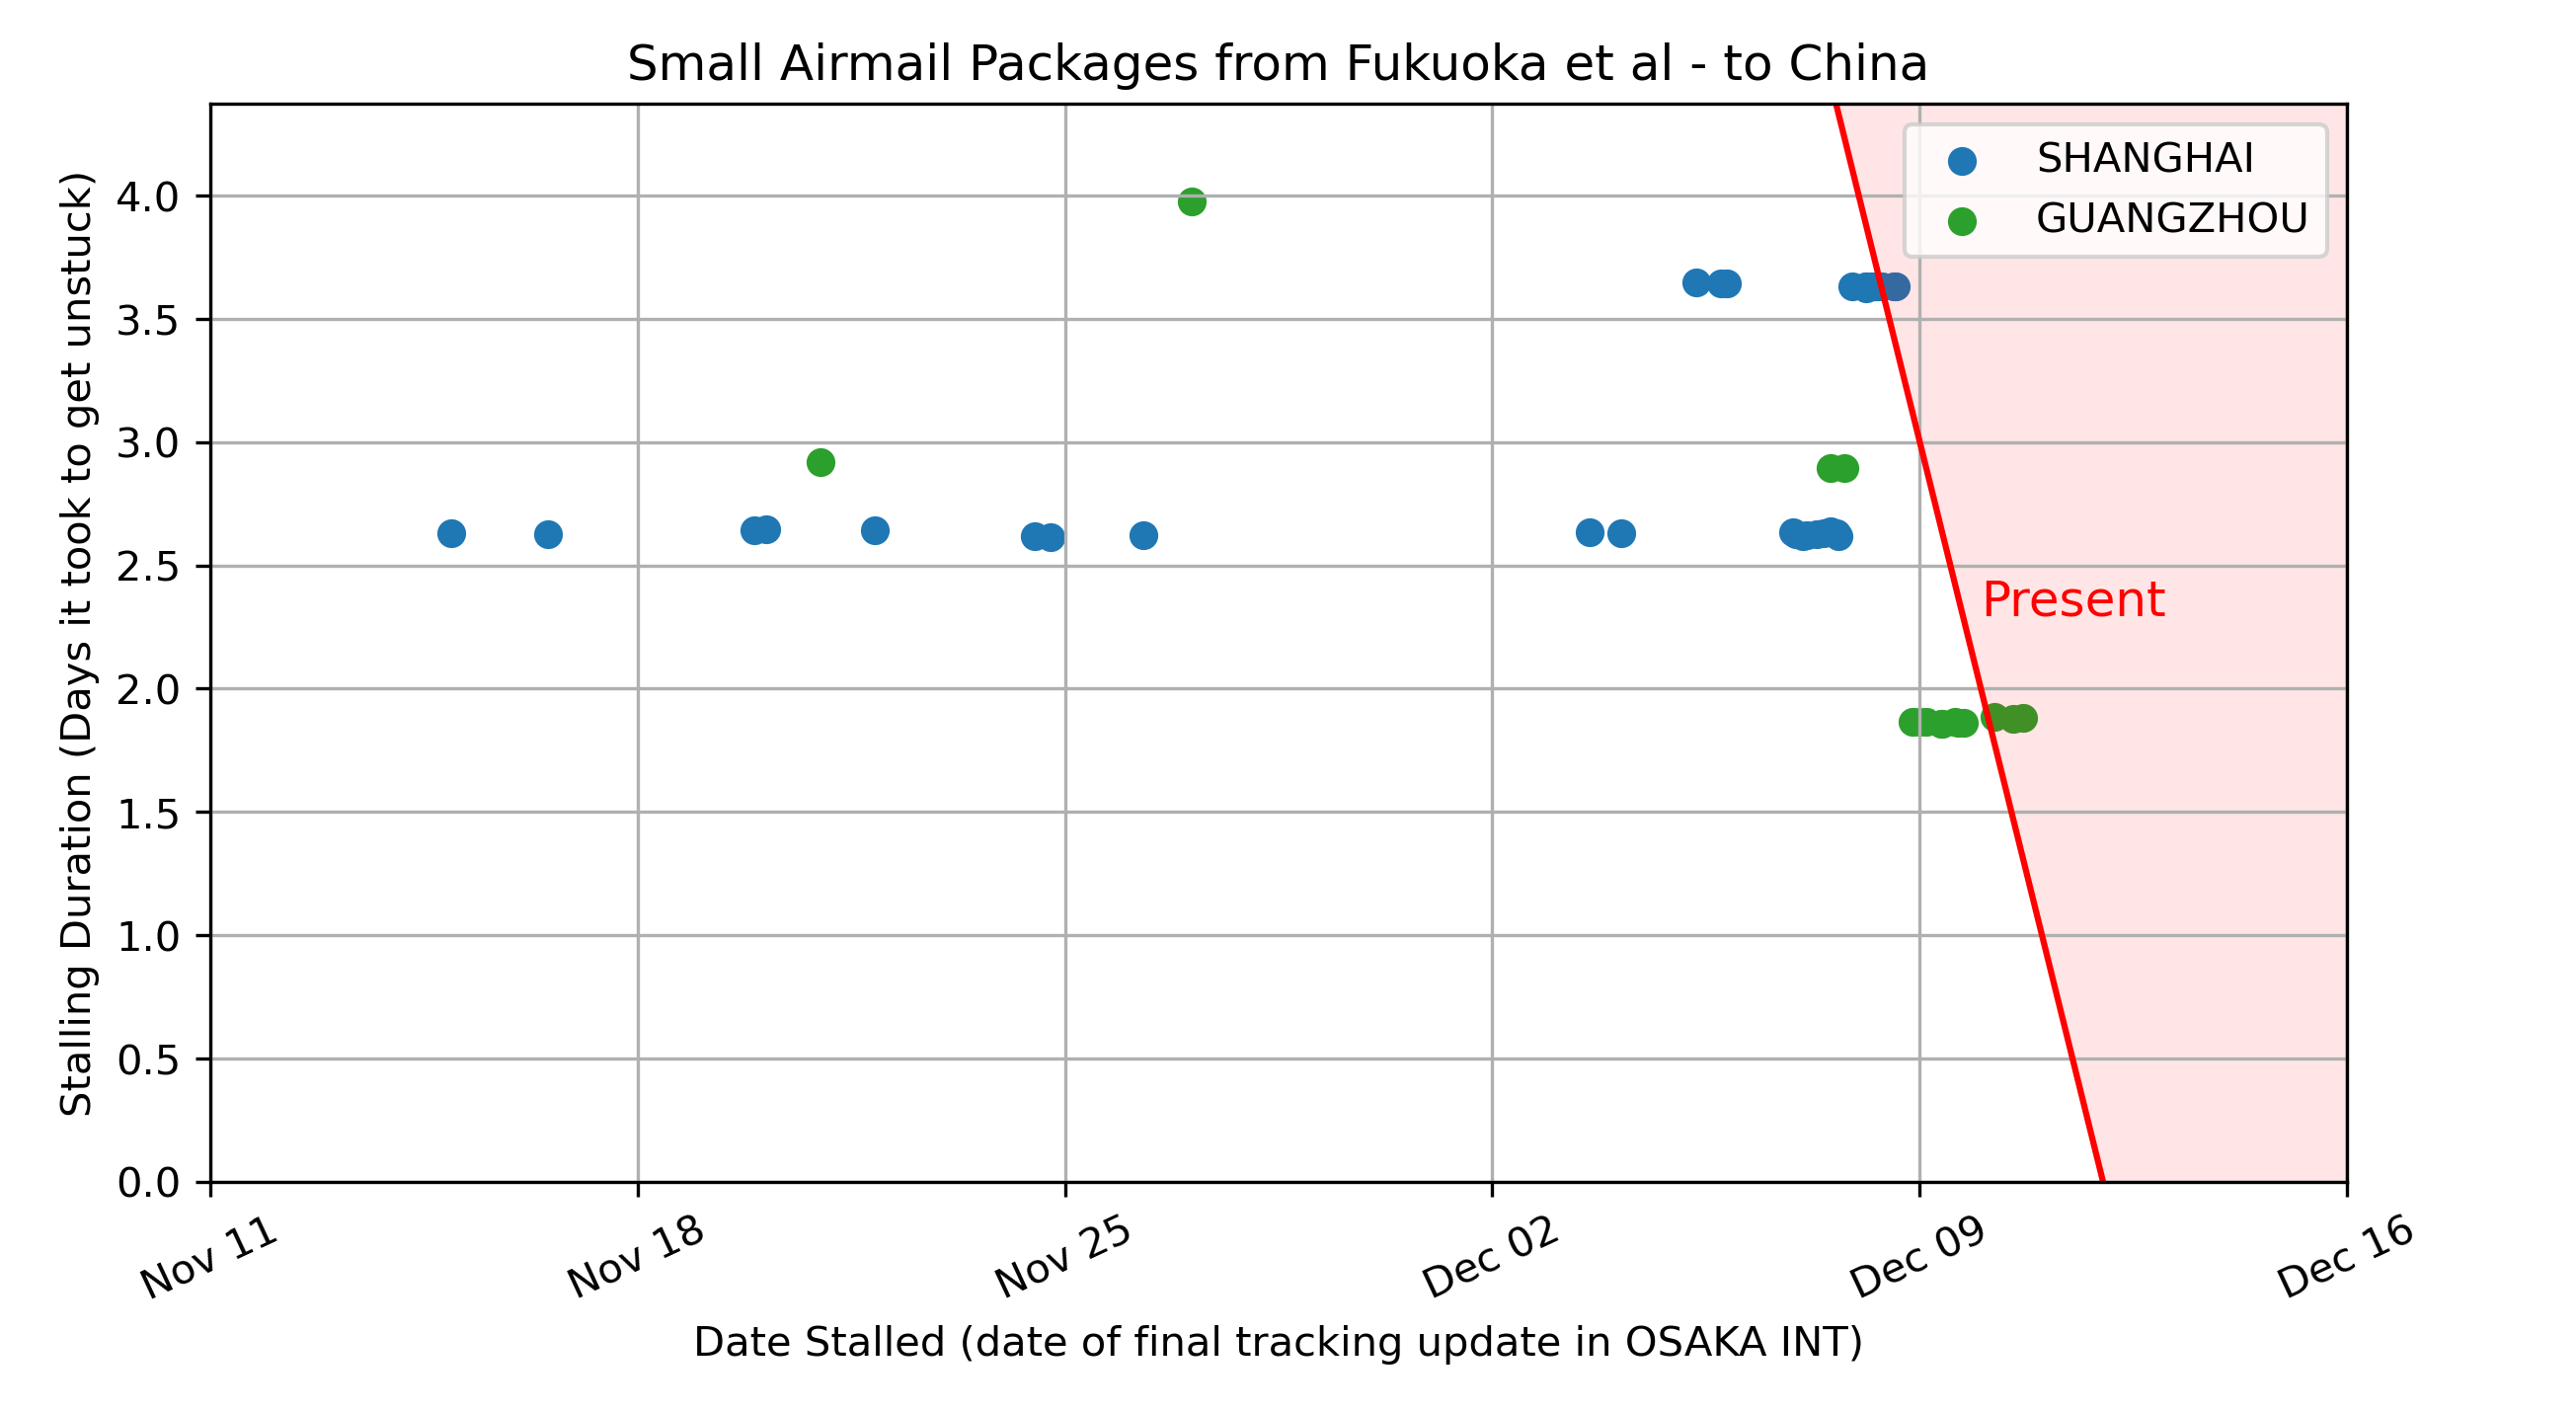 Small Airmail Packages from Fukuoka et al - to China
SHANGHAI
GUANGZHOU
Present
Stalling Duration (Days it took to get unstuck)
4.0
3.5
3.0
2.5
2.0
1.5
1.0
0.5
0.0
Nov 11
Nov 18
Nov 25
Dec 02
Dec 09
Dec 16
Date Stalled (date of final tracking update in OSAKA INT)